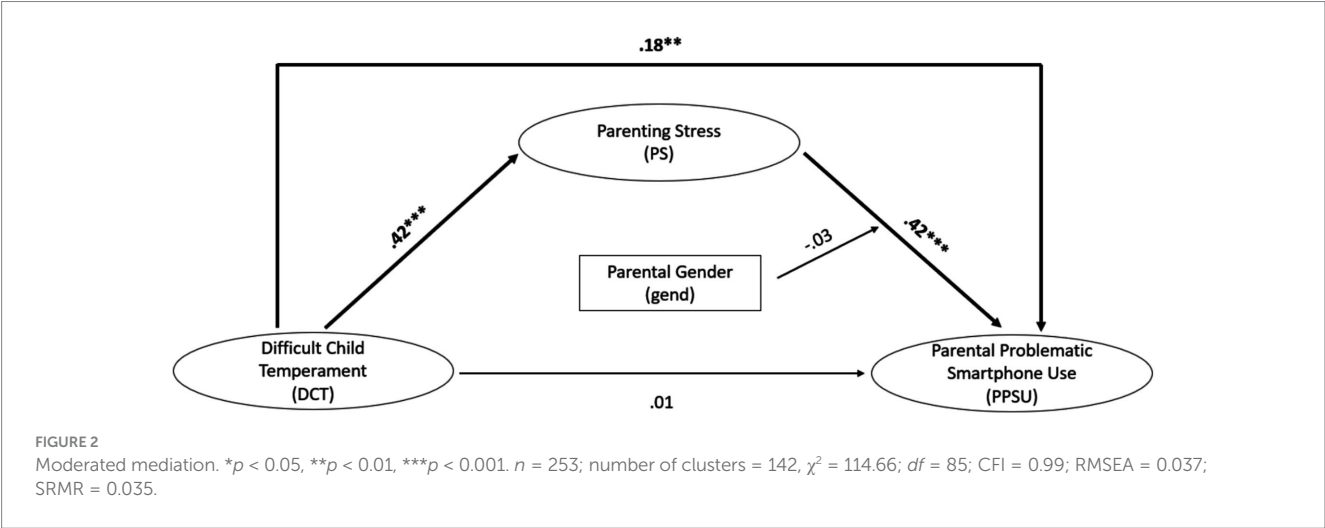 .18**
Parenting Stress
(PS)
.42***
.42***
-.03
Parental Gender
(gend)
Difficult Child
Temperament
(DCT)
Parental Problematic
Smartphone Use
(PPSU)
.01
FIGURE 2
Moderated mediation. *p < 0.05, **p < 0.01, ***p < 0.001. n = 253; number of clusters = 142, χ² = 114.66; df = 85; CFI = 0.99; RMSEA = 0.037;
SRMR = 0.035.